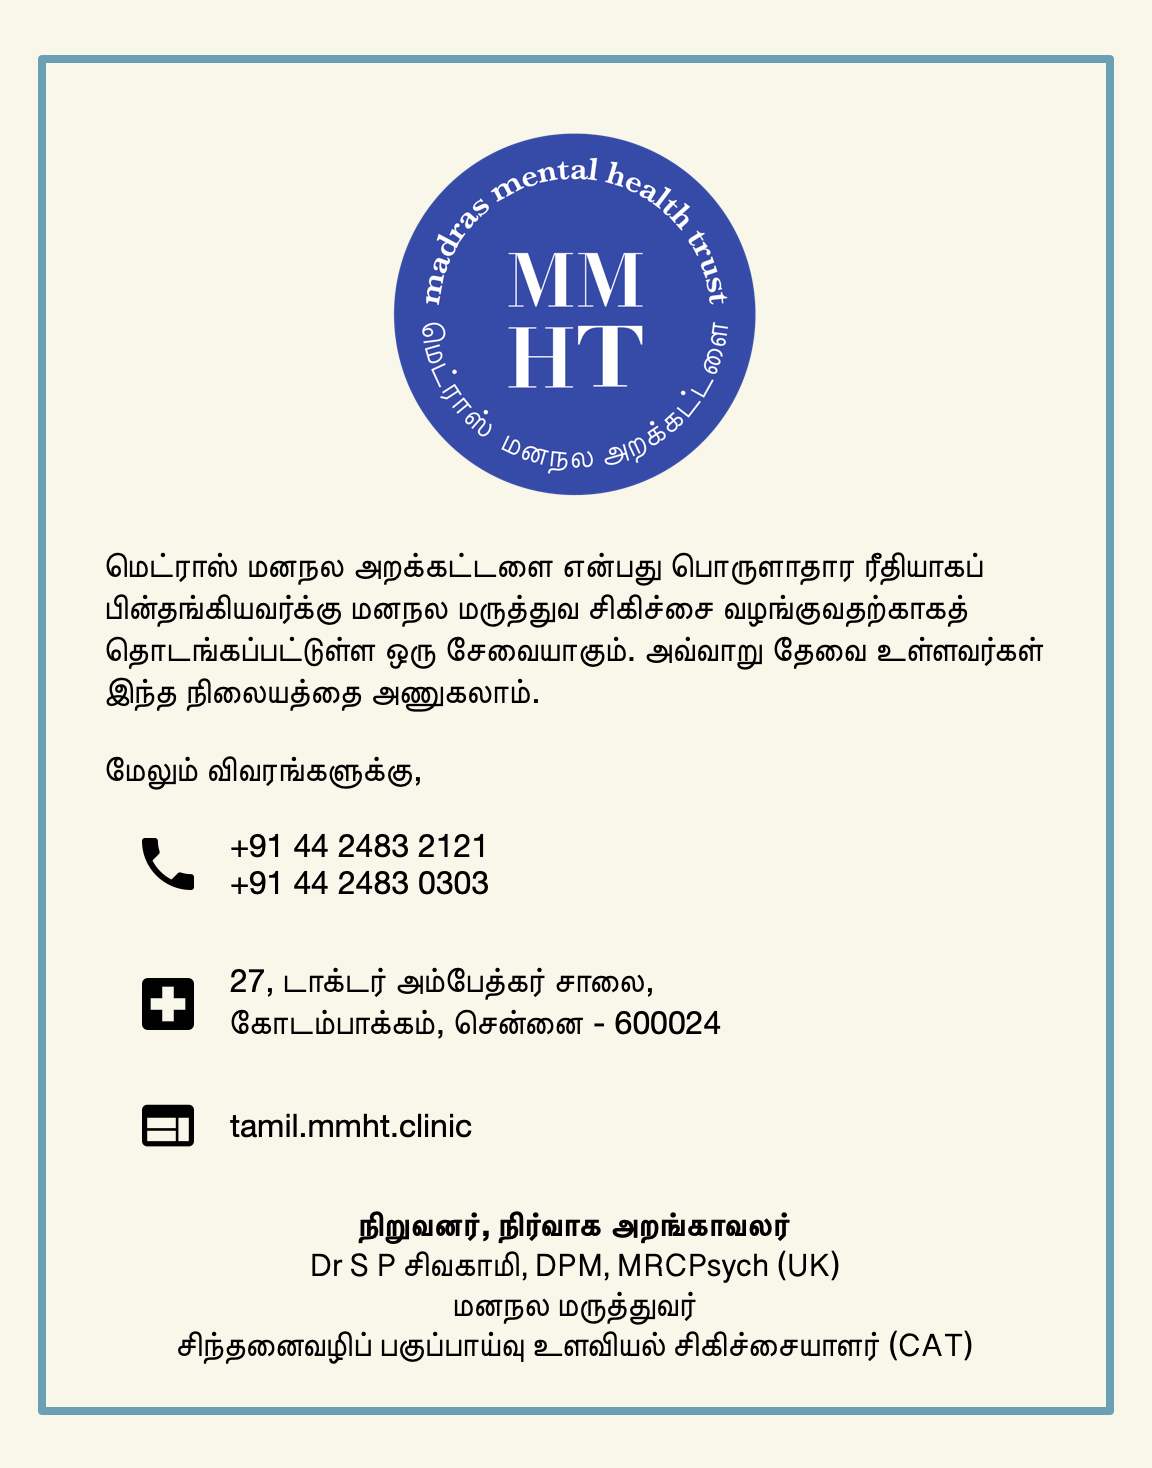 madras mental health trust
MM
HT
மெட்ராஸ் மனநல அறக்கட்டளை
மெட்ராஸ் மனநல அறக்கட்டளை என்பது பொருளாதார ரீதியாகப்
பின்தங்கியவர்க்கு மனநல மருத்துவ சிகிச்சை வழங்குவதற்காகத்
தொடங்கப்பட்டுள்ள ஒரு சேவையாகும். அவ்வாறு தேவை உள்ளவர்கள்
இந்த நிலையத்தை அணுகலாம்.
மேலும் விவரங்களுக்கு,
+91 44 2483 2121
+91 44 2483 0303
27, டாக்டர் அம்பேத்கர் சாலை,
கோடம்பாக்கம், சென்னை - 600024
tamil.mmht.clinic
நிறுவனர், நிர்வாக அறங்காவலர்
Dr S P சிவகாமி, DPM, MRCPsych (UK)
மனநல மருத்துவர்
சிந்தனைவழிப் பகுப்பாய்வு உளவியல் சிகிச்சையாளர் (CAT)